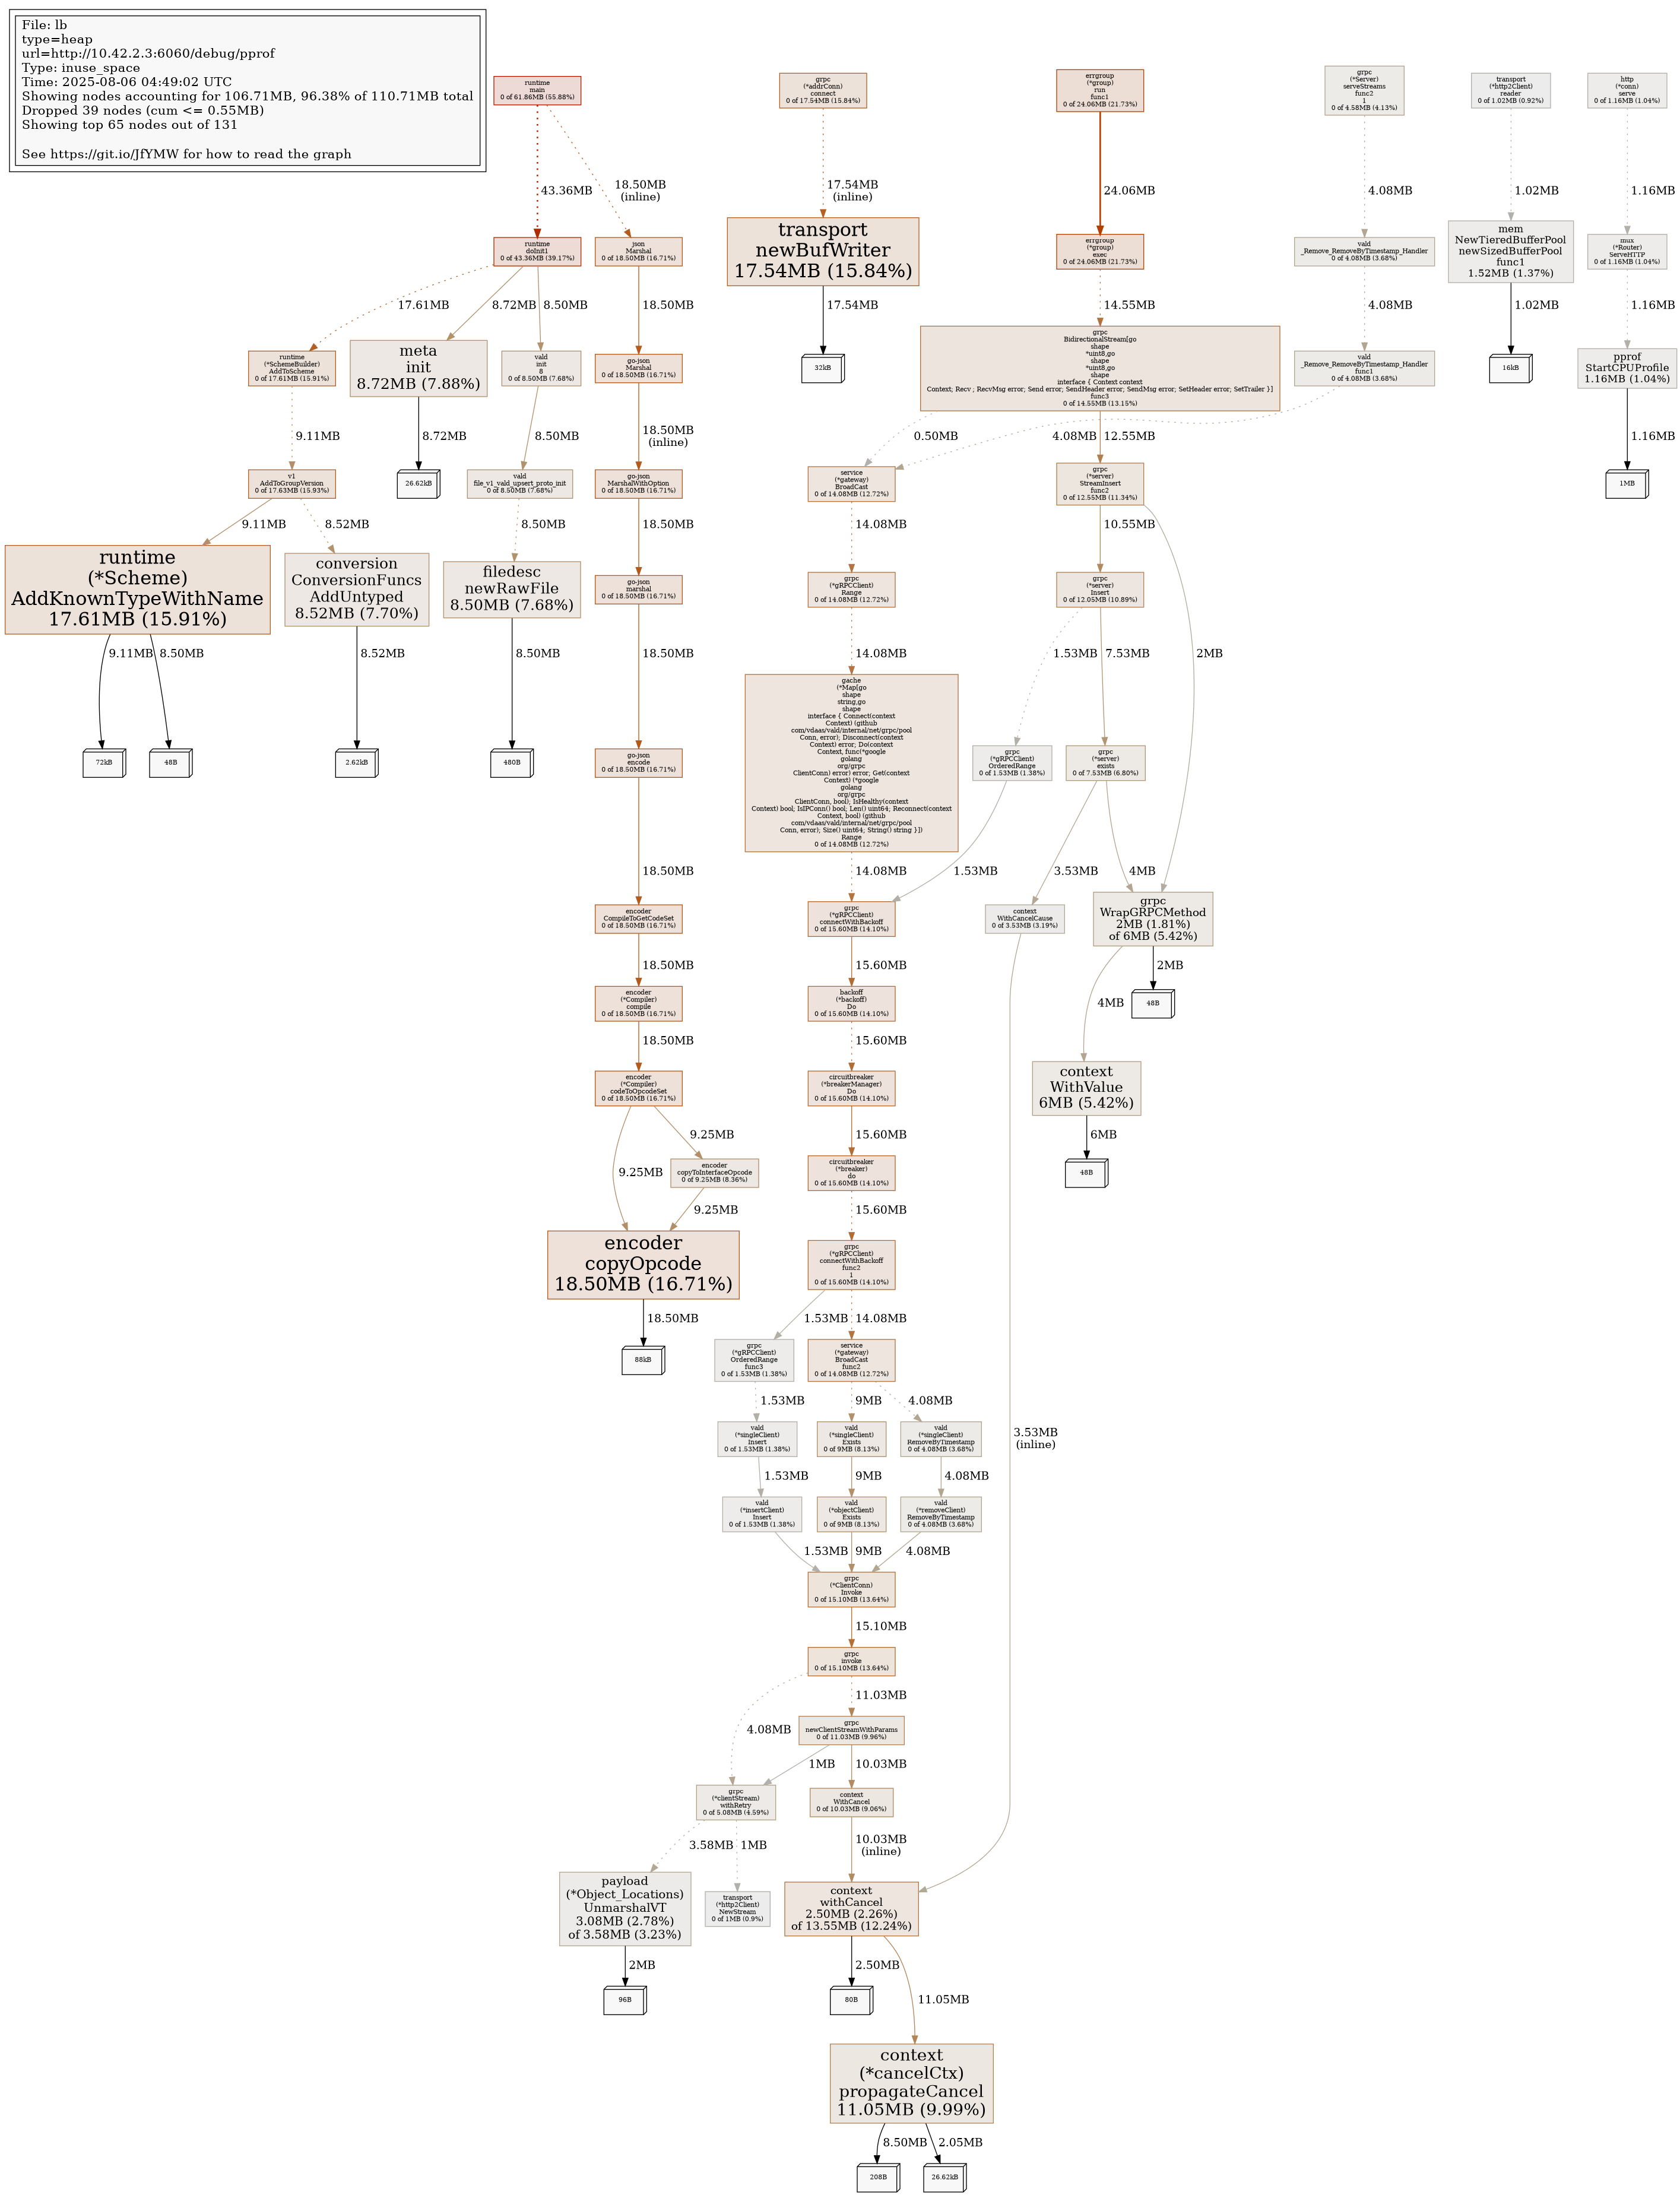 File: lb
type=heap
url=http://10.42.2.3:6060/debug/pprof
Type: inuse_space
Time: 2025-08-06 04:49:02 UTC
Showing nodes accounting for 106.71MB, 96.38% of 110.71MB total
Dropped 39 nodes (cum <= 0.55MB)
Showing top 65 nodes out of 131
See https://git.io/JfYMW for how to read the graph
runtime
main
0 of 61.86MB (55.88%)
grpc
(*addrConn)
connect
0 of 17.54MB (15.84%)
errgroup
(*group)
run
func1
0 of 24.06MB (21.73%)
grpc
(*Server)
serveStreams
func2
1
0 of 4.58MB (4.13%)
transport
(*http2Client)
reader
0 of 1.02MB (0.92%)
http
(*conn)
serve
0 of 1.16MB (1.04%)
43.36MB
18.50MB
(inline)
17.54MB
(inline)
24.06MB
4.08MB
1.02MB
1.16MB
runtime
doInit1
0 of 43.36MB (39.17%)
json
Marshal
0 of 18.50MB (16.71%)
transport
newBufWriter
17.54MB (15.84%)
errgroup
(*group)
exec
0 of 24.06MB (21.73%)
vald
_Remove_RemoveByTimestamp_Handler
0 of 4.08MB (3.68%)
mem
NewTieredBufferPool
newSizedBufferPool
func1
1.52MB (1.37%)
mux
(*Router)
ServeHTTP
0 of 1.16MB (1.04%)
17.61MB
8.72MB
8.50MB
18.50MB
17.54MB
14.55MB
4.08MB
1.02MB
1.16MB
runtime
(*SchemeBuilder)
AddToScheme
0 of 17.61MB (15.91%)
meta
init
8.72MB (7.88%)
vald
init
8
0 of 8.50MB (7.68%)
go-json
Marshal
0 of 18.50MB (16.71%)
32kB
grpc
BidirectionalStream[go
shape
*uint8,go
shape
*uint8,go
shape
interface { Context context
Context; Recv ; RecvMsg error; Send error; SendHeader error; SendMsg error; SetHeader error; SetTrailer }]
func3
0 of 14.55MB (13.15%)
vald
_Remove_RemoveByTimestamp_Handler
func1
0 of 4.08MB (3.68%)
16kB
pprof
StartCPUProfile
1.16MB (1.04%)
9.11MB
8.72MB
8.50MB
18.50MB
(inline)
0.50MB
4.08MB
12.55MB
1.16MB
v1
AddToGroupVersion
0 of 17.63MB (15.93%)
26.62kB
vald
file_v1_vald_upsert_proto_init
0 of 8.50MB (7.68%)
go-json
MarshalWithOption
0 of 18.50MB (16.71%)
service
(*gateway)
BroadCast
0 of 14.08MB (12.72%)
grpc
(*server)
StreamInsert
func2
0 of 12.55MB (11.34%)
1MB
9.11MB
8.52MB
8.50MB
18.50MB
14.08MB
10.55MB
runtime
(*Scheme)
AddKnownTypeWithName
17.61MB (15.91%)
conversion
ConversionFuncs
AddUntyped
8.52MB (7.70%)
filedesc
newRawFile
8.50MB (7.68%)
go-json
marshal
0 of 18.50MB (16.71%)
grpc
(*gRPCClient)
Range
0 of 14.08MB (12.72%)
grpc
(*server)
Insert
0 of 12.05MB (10.89%)
9.11MB
8.50MB
8.52MB
8.50MB
18.50MB
14.08MB
1.53MB
7.53MB
2MB
72kB
48B
2.62kB
480B
go-json
encode
0 of 18.50MB (16.71%)
gache
(*Map[go
shape
string,go
shape
interface { Connect(context
Context) (github
com/vdaas/vald/internal/net/grpc/pool
Conn, error); Disconnect(context
Context) error; Do(context
Context, func(*google
golang
org/grpc
ClientConn) error) error; Get(context
Context) (*google
golang
org/grpc
ClientConn, bool); IsHealthy(context
Context) bool; IsIPConn() bool; Len() uint64; Reconnect(context
Context, bool) (github
com/vdaas/vald/internal/net/grpc/pool
Conn, error); Size() uint64; String() string }])
Range
0 of 14.08MB (12.72%)
grpc
(*gRPCClient)
OrderedRange
0 of 1.53MB (1.38%)
grpc
(*server)
exists
0 of 7.53MB (6.80%)
18.50MB
14.08MB
1.53MB
3.53MB
4MB
encoder
CompileToGetCodeSet
0 of 18.50MB (16.71%)
grpc
(*gRPCClient)
connectWithBackoff
0 of 15.60MB (14.10%)
context
WithCancelCause
0 of 3.53MB (3.19%)
grpc
WrapGRPCMethod
2MB (1.81%)
of 6MB (5.42%)
18.50MB
15.60MB
4MB
2MB
encoder
(*Compiler)
compile
0 of 18.50MB (16.71%)
backoff
(*backoff)
Do
0 of 15.60MB (14.10%)
48B
18.50MB
15.60MB
encoder
(*Compiler)
codeToOpcodeSet
0 of 18.50MB (16.71%)
circuitbreaker
(*breakerManager)
Do
0 of 15.60MB (14.10%)
context
WithValue
6MB (5.42%)
9.25MB
9.25MB
15.60MB
6MB
encoder
copyToInterfaceOpcode
0 of 9.25MB (8.36%)
circuitbreaker
(*breaker)
do
0 of 15.60MB (14.10%)
48B
9.25MB
15.60MB
encoder
copyOpcode
18.50MB (16.71%)
grpc
(*gRPCClient)
connectWithBackoff
func2
1
0 of 15.60MB (14.10%)
18.50MB
1.53MB
14.08MB
88kB
grpc
(*gRPCClient)
OrderedRange
func3
0 of 1.53MB (1.38%)
service
(*gateway)
BroadCast
func2
0 of 14.08MB (12.72%)
1.53MB
9MB
4.08MB
3.53MB
(inline)
vald
(*singleClient)
Insert
0 of 1.53MB (1.38%)
vald
(*singleClient)
Exists
0 of 9MB (8.13%)
vald
(*singleClient)
RemoveByTimestamp
0 of 4.08MB (3.68%)
1.53MB
9MB
4.08MB
vald
(*insertClient)
Insert
0 of 1.53MB (1.38%)
vald
(*objectClient)
Exists
0 of 9MB (8.13%)
vald
(*removeClient)
RemoveByTimestamp
0 of 4.08MB (3.68%)
1.53MB
9MB
4.08MB
grpc
(*ClientConn)
Invoke
0 of 15.10MB (13.64%)
15.10MB
grpc
invoke
0 of 15.10MB (13.64%)
4.08MB
11.03MB
grpc
newClientStreamWithParams
0 of 11.03MB (9.96%)
1MB
10.03MB
grpc
(*clientStream)
withRetry
0 of 5.08MB (4.59%)
context
WithCancel
0 of 10.03MB (9.06%)
3.58MB
1MB
10.03MB
(inline)
payload
(*Object_Locations)
UnmarshalVT
3.08MB (2.78%)
of 3.58MB (3.23%)
transport
(*http2Client)
NewStream
0 of 1MB (0.9%)
context
withCancel
2.50MB (2.26%)
of 13.55MB (12.24%)
2MB
2.50MB
11.05MB
96B
80B
context
(*cancelCtx)
propagateCancel
11.05MB (9.99%)
8.50MB
2.05MB
208B
26.62kB